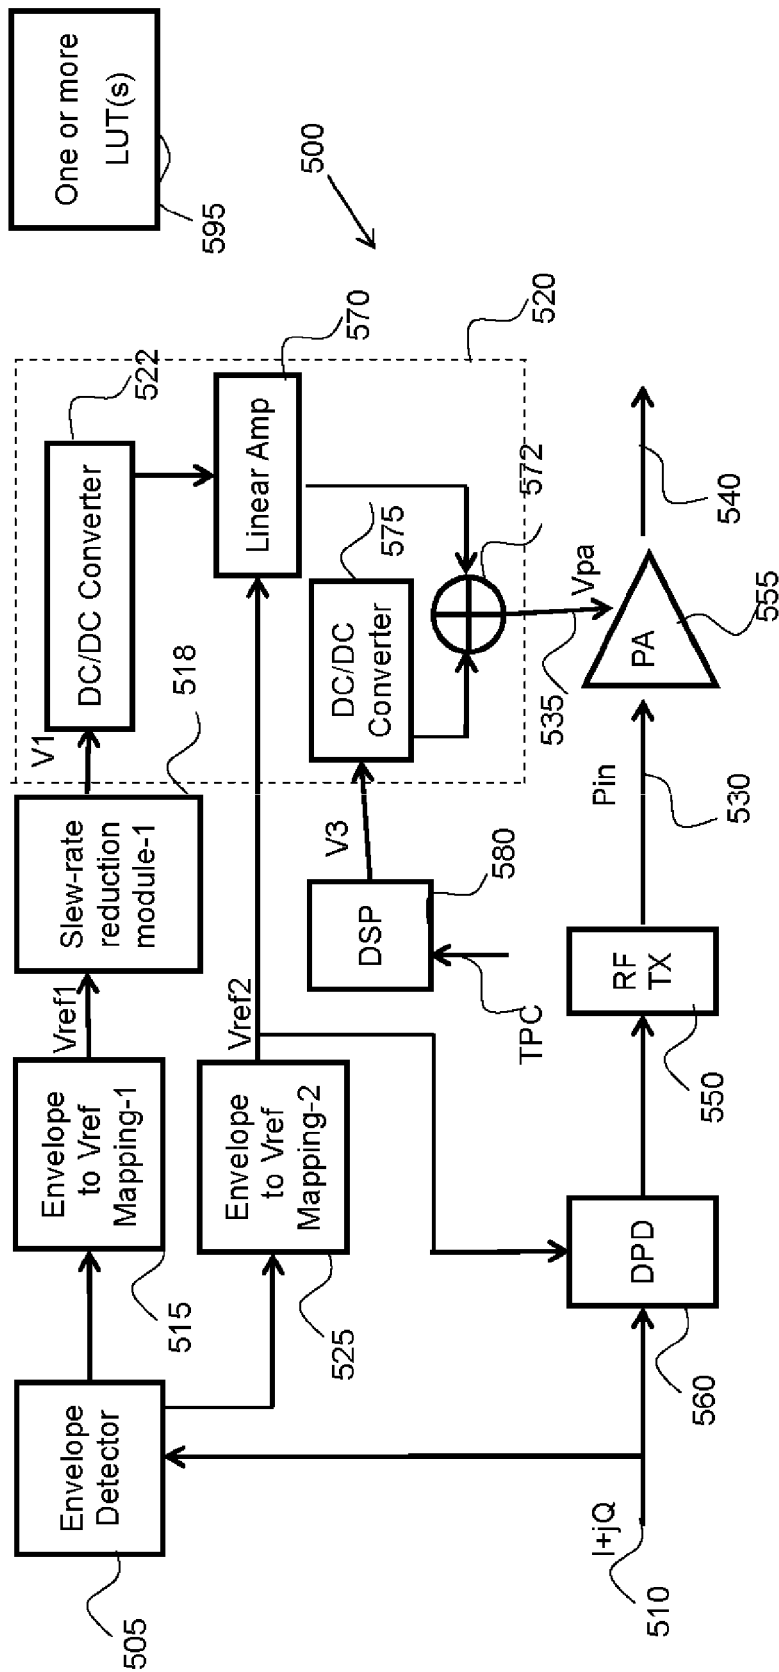 One or more
LUT(s)
595
500
Envelope
Detector
505
Envelope
to Vref
Mapping-1
515
Vref1
Slew-rate
reduction
module-1
518
V1
DC/DC Converter
522
Linear Amp
570
520
Envelope
to Vref
Mapping-2
525
Vref2
DSP
580
TPC
V3
DC/DC
Converter
575
572
535
Vpa
I+jQ
510
DPD
560
RF
TX
550
Pin
530
PA
555
540